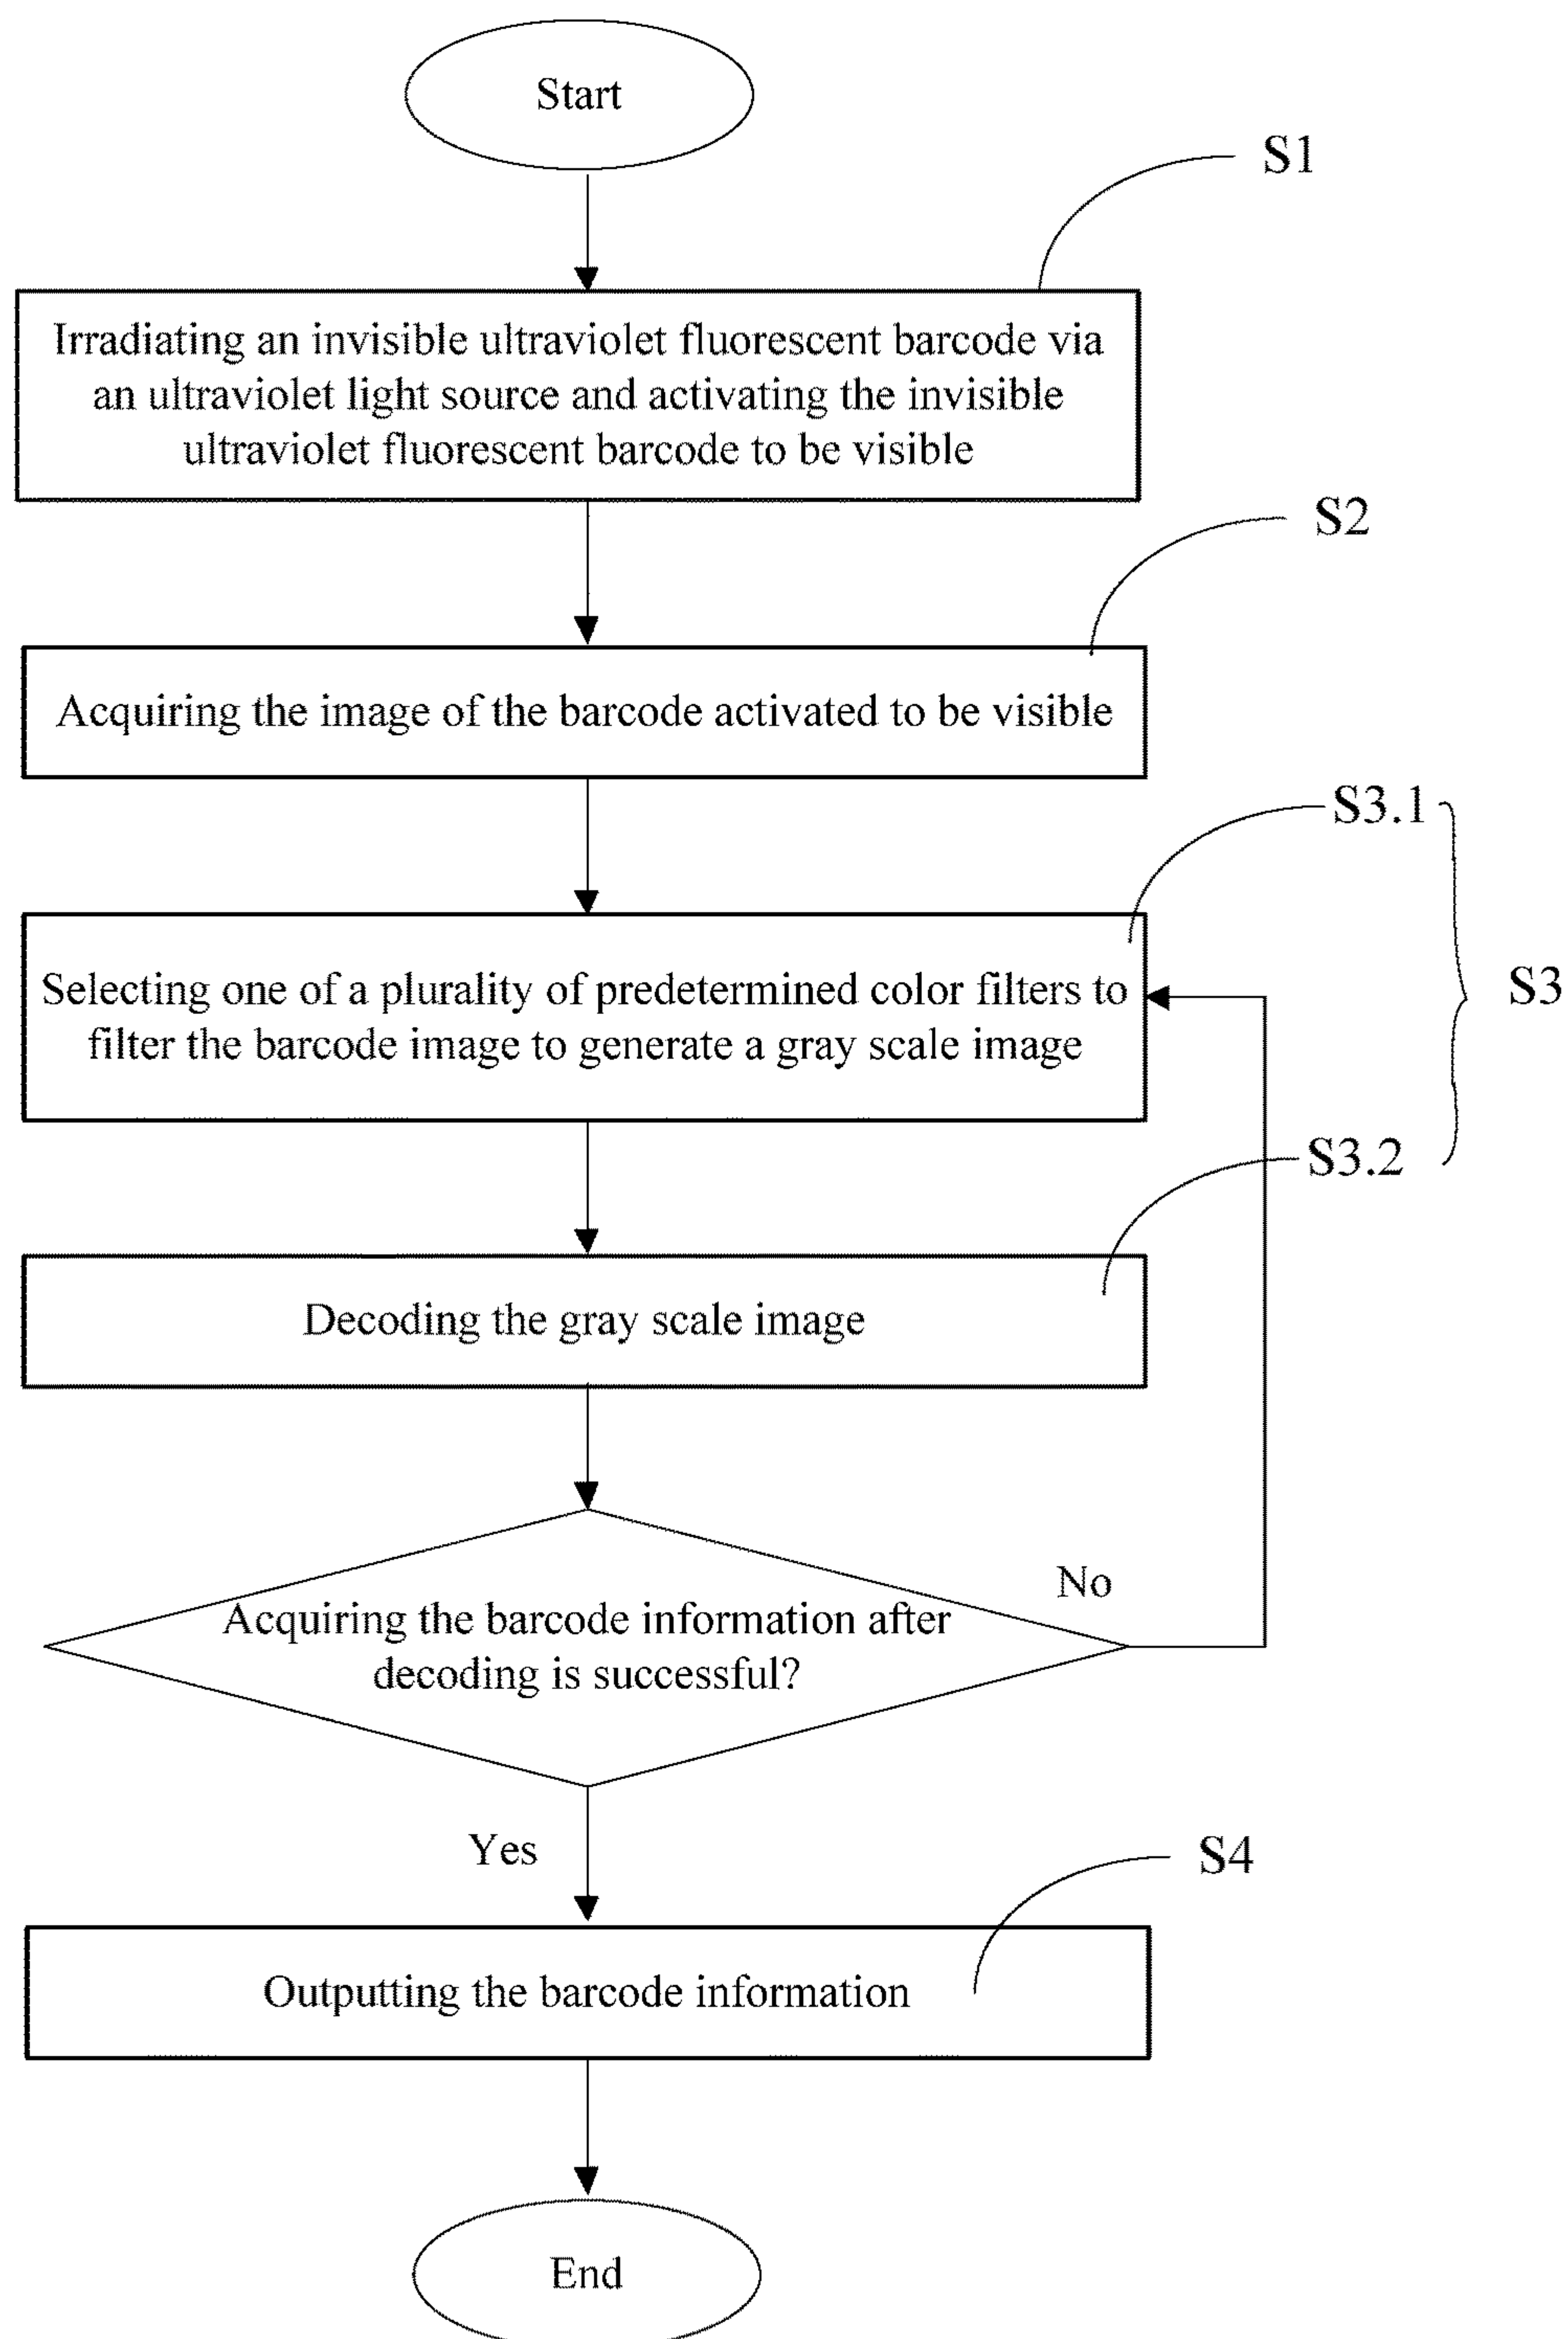 Start
S1
Irradiating an invisible ultraviolet fluorescent barcode via
an ultraviolet light source and activating the invisible
ultraviolet fluorescent barcode to be visible
S2
Acquiring the image of the barcode activated to be visible
S3.1
Selecting one of a plurality of predetermined color filters to
filter the barcode image to generate a gray scale image
S3
S3.2
Decoding the gray scale image
No
Acquiring the barcode information after
decoding is successful?
Yes
S4
Outputting the barcode information
End